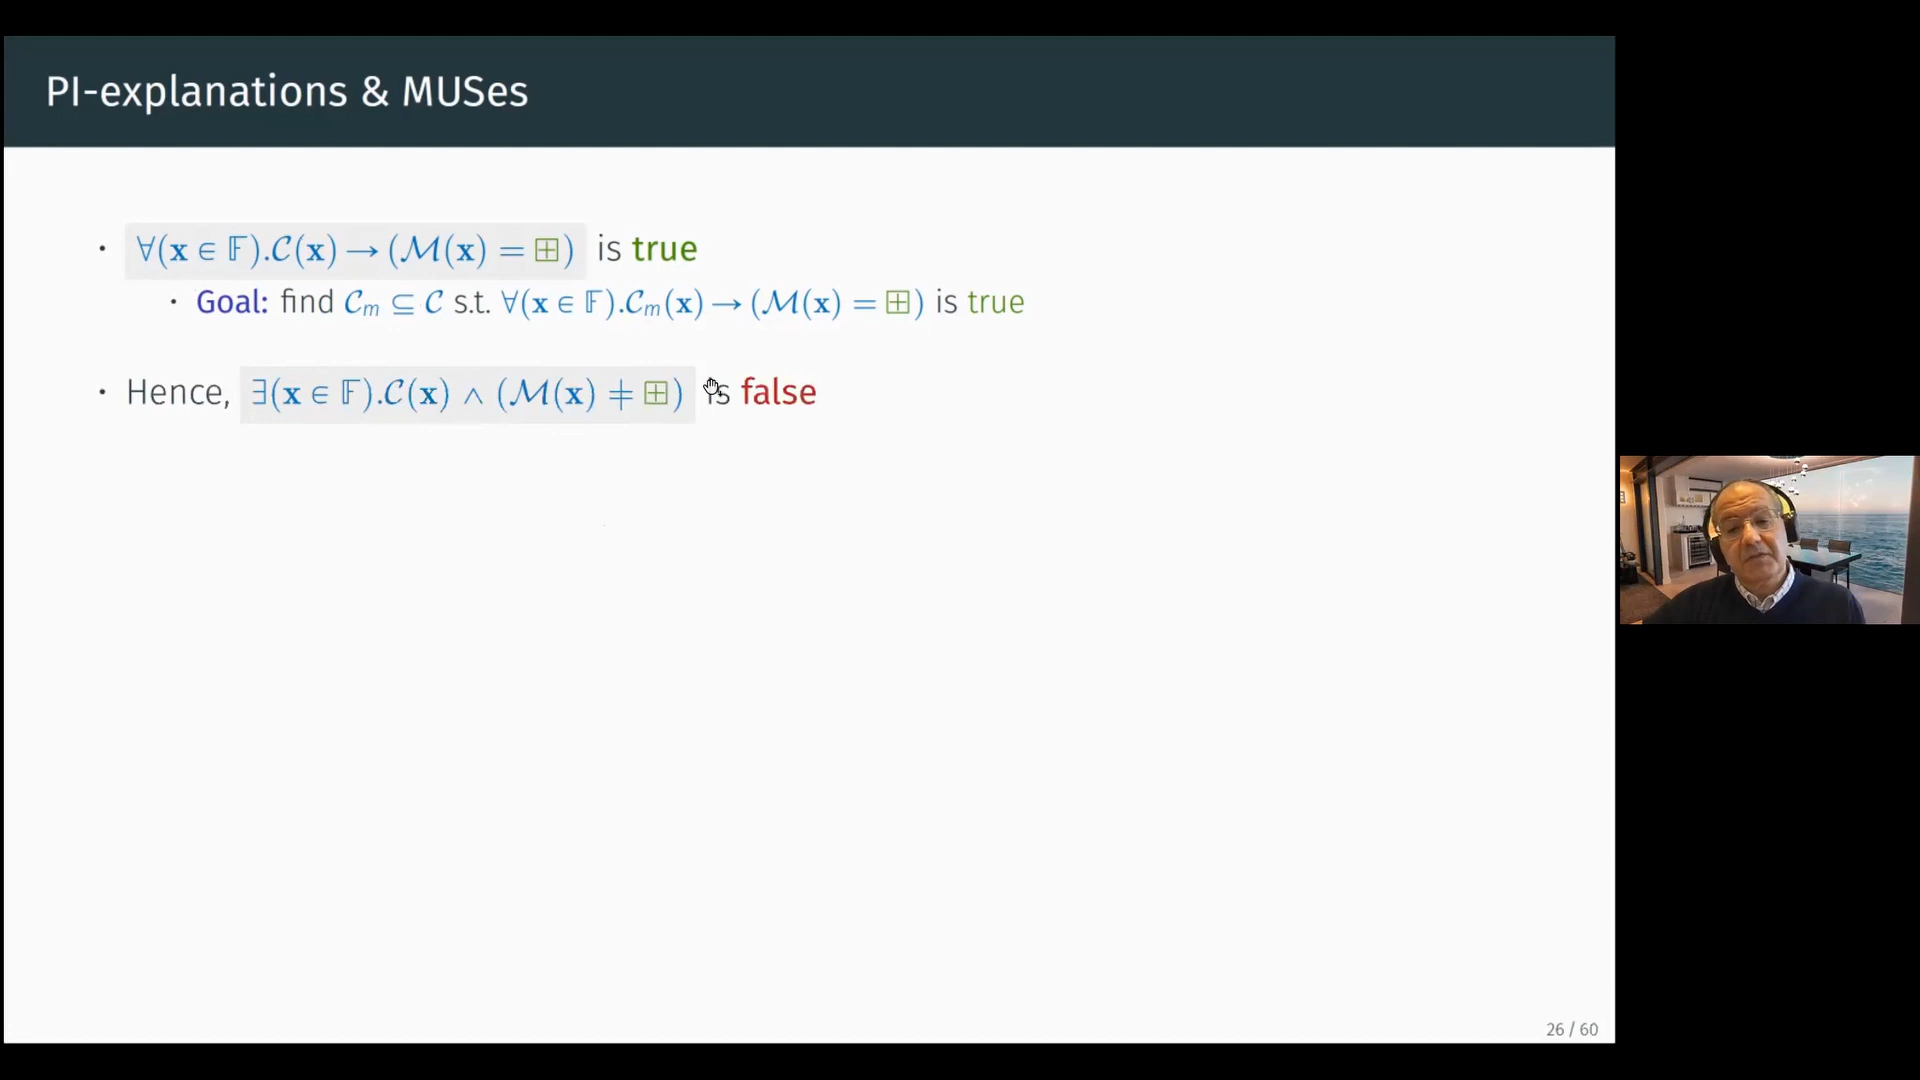 PI-explanations & MUSes
· ∀(x ∈ 𝔽).𝒞(x) → (ℳ(x) = ⊞) is true
· Goal: find 𝒞ₘ ⊆ 𝒞 s.t. ∀(x ∈ 𝔽).𝒞ₘ(x) → (ℳ(x) = ⊞) is true
· Hence, ∃(x ∈ 𝔽).𝒞(x) ∧ (ℳ(x) ≠ ⊞) is false
26 / 60